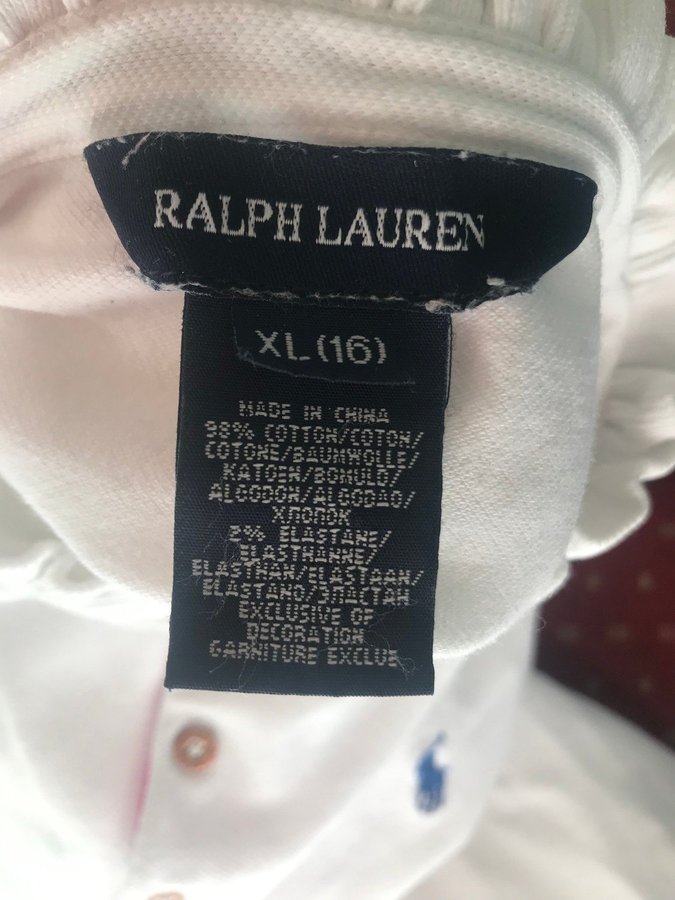 RALPH LAUREN
XL (16)
MADE IN CHINA
98% COTTON/COTON/
COTONE/BAUMWOLLE/
KATOEN/BOMULD/
ALGODON/ALGODAO/
ХЛОПОК
2% ELASTANE/
ELASTHANNE/
ELASTHAN/ELASTAAN/
ELASTANO/ЭЛАСТАН
EXCLUSIVE OF
DECORATION
GARNITURE EXCLUE